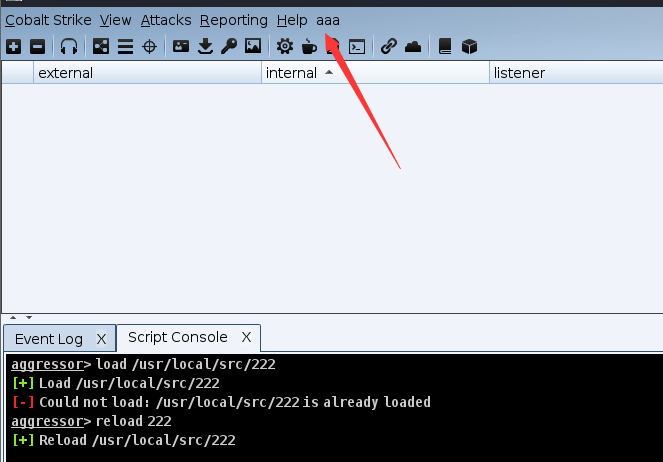 Cobalt Strike View Attacks Reporting Help aaa
external internal listener
Event Log X Script Console X
aggressor> load /usr/local/src/222
[+] Load /usr/local/src/222
[-] Could not load: /usr/local/src/222 is already loaded
aggressor> reload 222
[+] Reload /usr/local/src/222